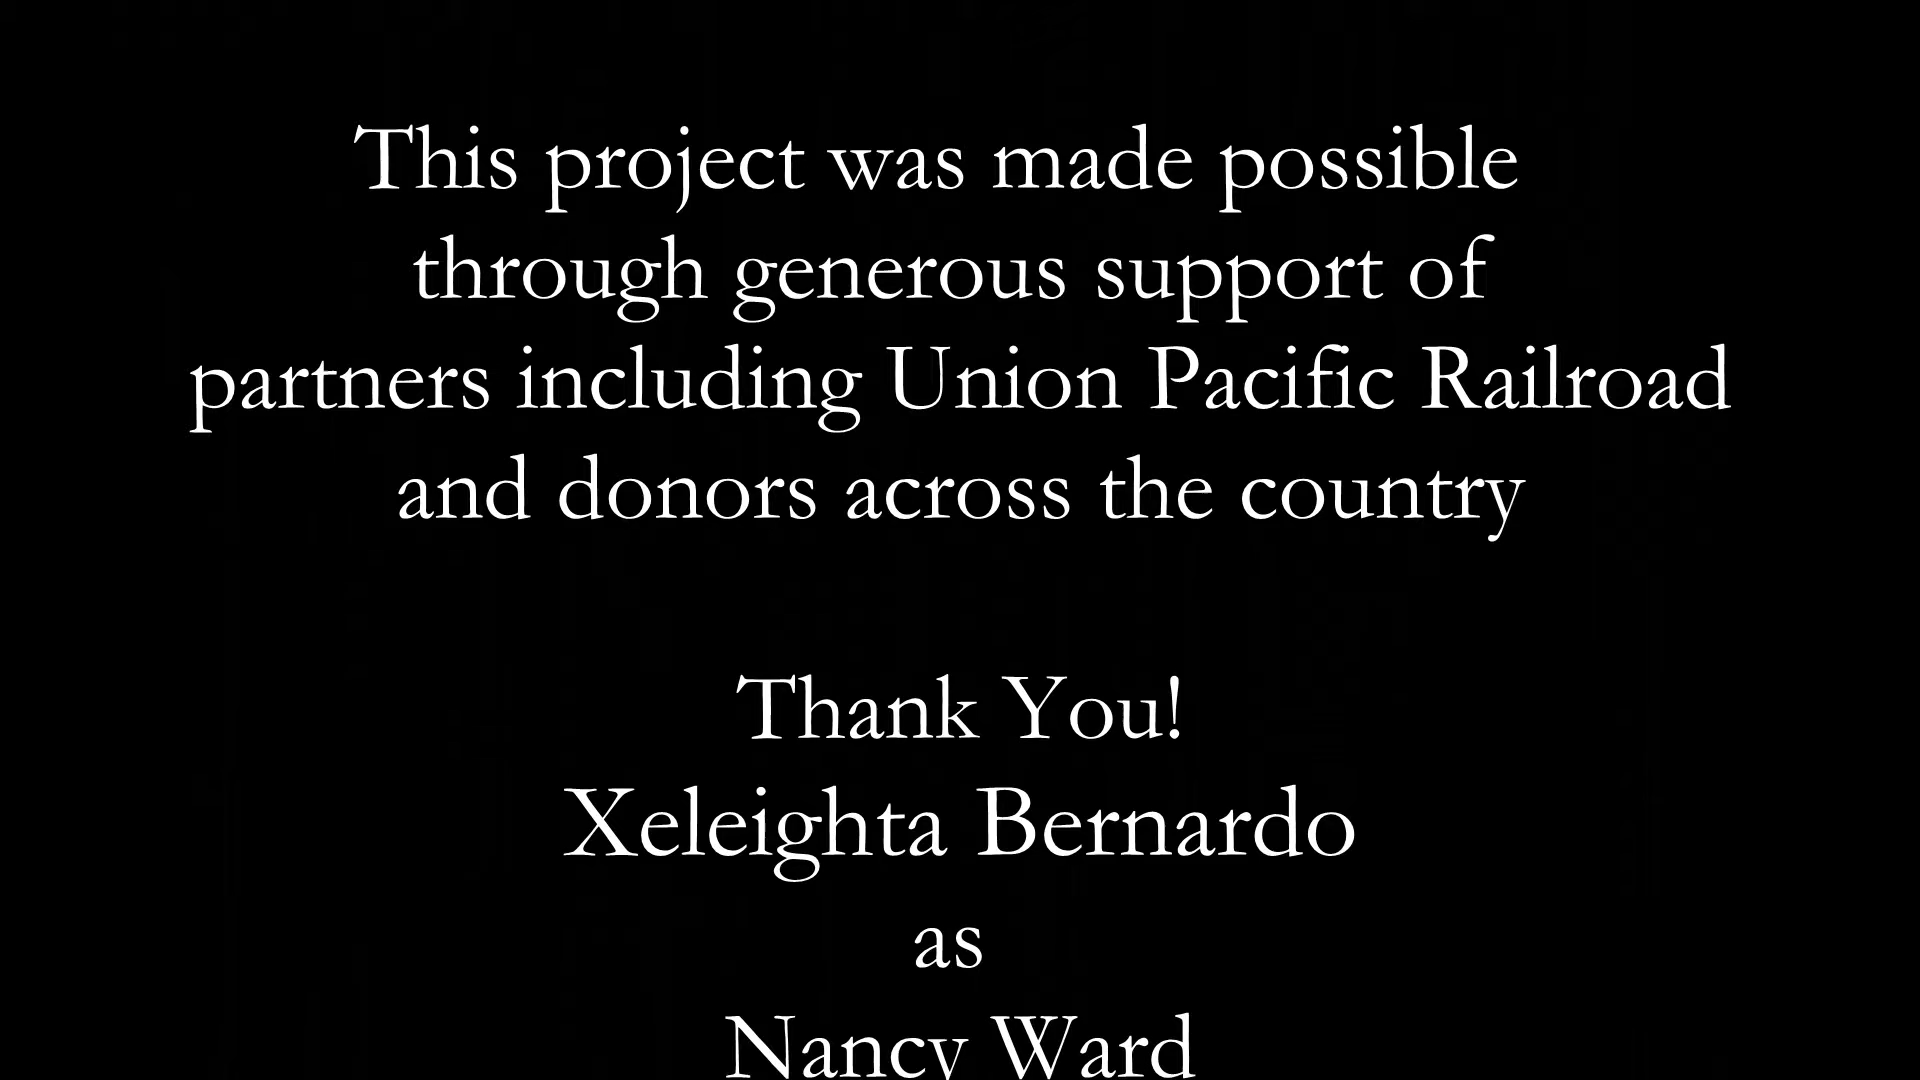 This project was made possible
through generous support of
partners including Union Pacific Railroad
and donors across the country
Thank You!
Xeleighta Bernardo
as
Nancy Ward